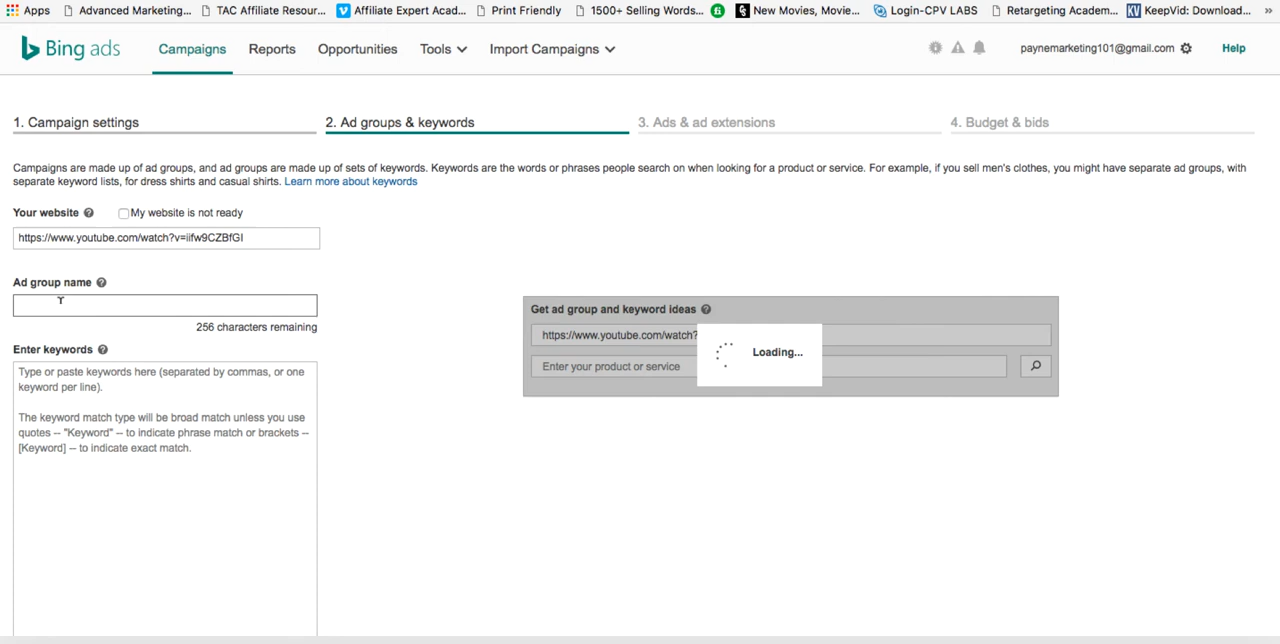 Apps Advanced Marketing... TAC Affiliate Resour... Affiliate Expert Acad... Print Friendly 1500+ Selling Words... New Movies, Movie... Login-CPV LABS Retargeting Academ... KeepVid: Download... »
Bing ads Campaigns Reports Opportunities Tools Import Campaigns paynemarketing101@gmail.com Help
1. Campaign settings 2. Ad groups & keywords 3. Ads & ad extensions 4. Budget & bids
Campaigns are made up of ad groups, and ad groups are made up of sets of keywords. Keywords are the words or phrases people search on when looking for a product or service. For example, if you sell men's clothes, you might have separate ad groups, with
separate keyword lists, for dress shirts and casual shirts. Learn more about keywords
Your website My website is not ready
https://www.youtube.com/watch?v=iifw9CZBfGI
Ad group name
256 characters remaining
Enter keywords
Type or paste keywords here (separated by commas, or one
keyword per line).
The keyword match type will be broad match unless you use
quotes -- "Keyword" -- to indicate phrase match or brackets --
[Keyword] -- to indicate exact match.
Get ad group and keyword ideas
https://www.youtube.com/watch?
Loading...
Enter your product or service